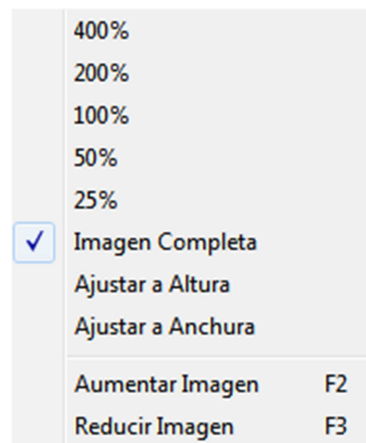 400%
200%
100%
50%
25%
Imagen Completa
Ajustar a Altura
Ajustar a Anchura
Aumentar Imagen F2
Reducir Imagen F3